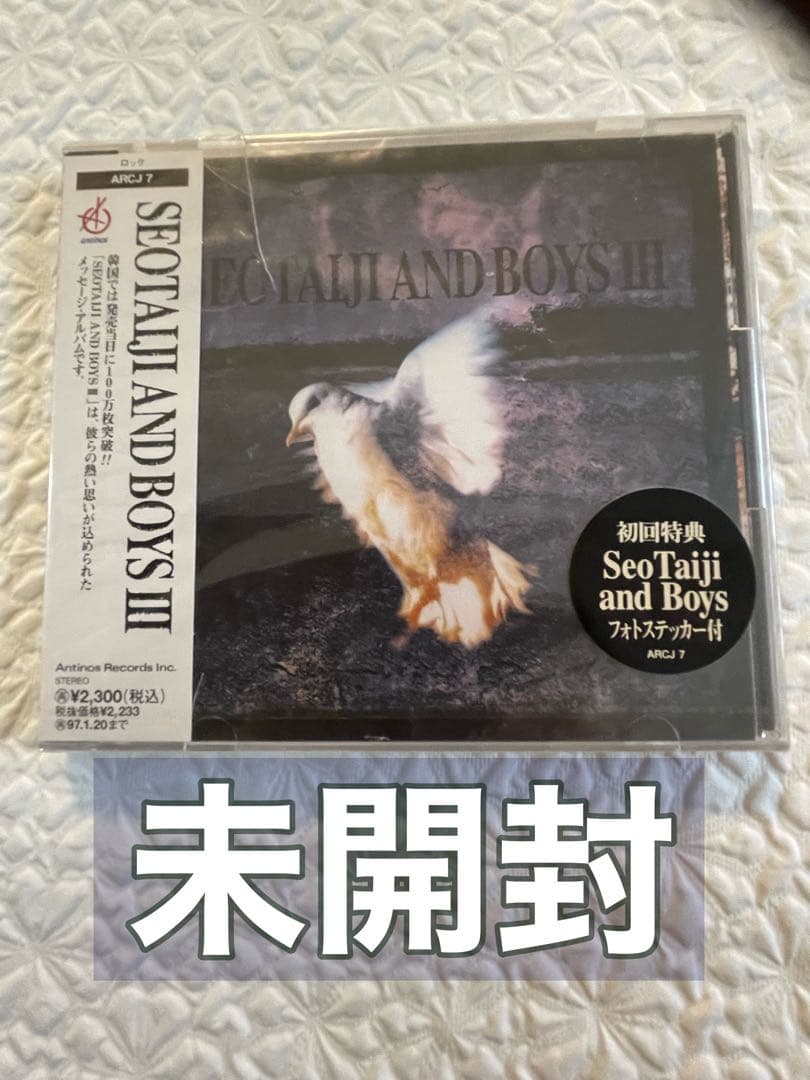 ロック
ARCJ 7
antinos
SEOTAIJI AND BOYS III
韓国では発売当日に100万枚突破!!
「SEOTAIJI AND BOYS III」は、彼らの熱い思いが込められた
メッセージ・アルバムです。
Antinos Records Inc.
STEREO
㊢¥2,300(税込)
税抜価格¥2,233
㊢97.1.20まで
SEOTAIJI AND BOYS III
初回特典
SeoTaiji
and Boys
フォトステッカー付
ARCJ 7
未開封